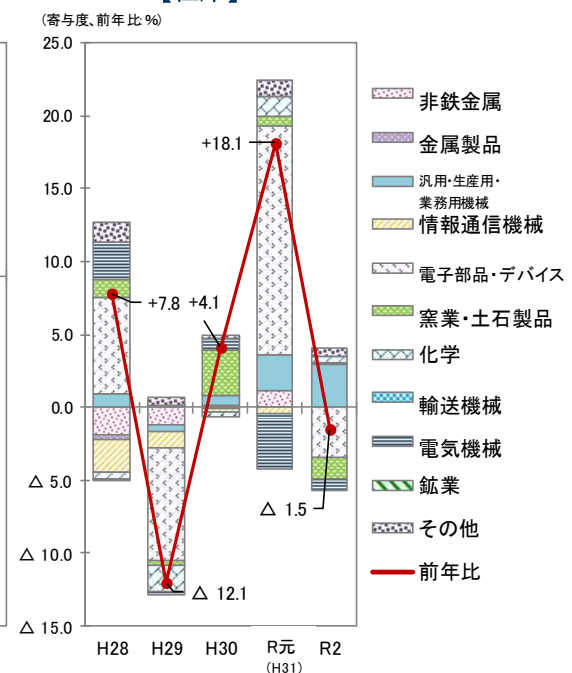 (寄与度、前年比%)
25.0
20.0
15.0
10.0
5.0
0.0
△ 5.0
△ 10.0
△ 15.0
+7.8
△ 12.1
+4.1
+18.1
△ 1.5
H28
H29
H30
R元
(H31)
R2
非鉄金属
金属製品
汎用・生産用・
業務用機械
情報通信機械
電子部品・デバイス
窯業・土石製品
化学
輸送機械
電気機械
鉱業
その他
前年比